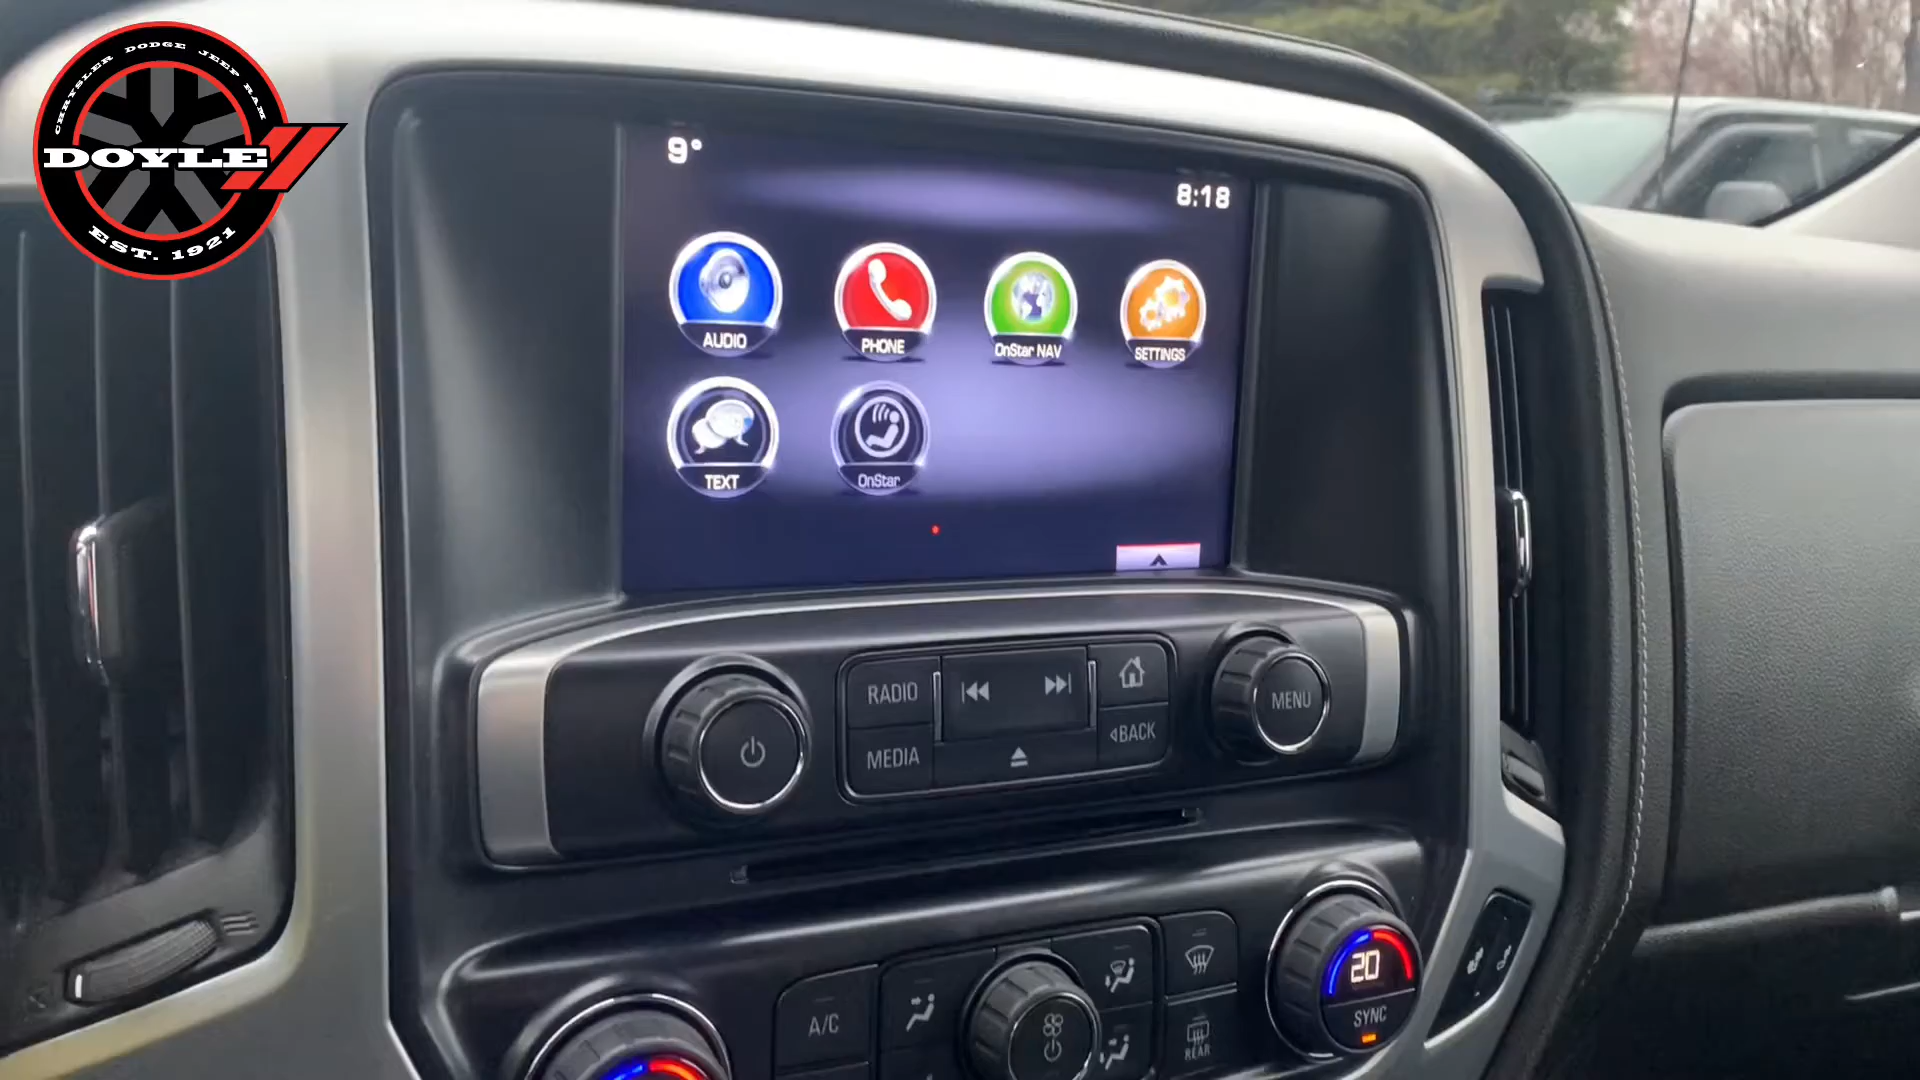 CHRYSLER DODGE JEEP RAM
DOYLE
EST. 1921
9°
8:18
AUDIO
PHONE
OnStar NAV
SETTINGS
TEXT
OnStar
RADIO
MEDIA
BACK
MENU
A/C
REAR
20
SYNC